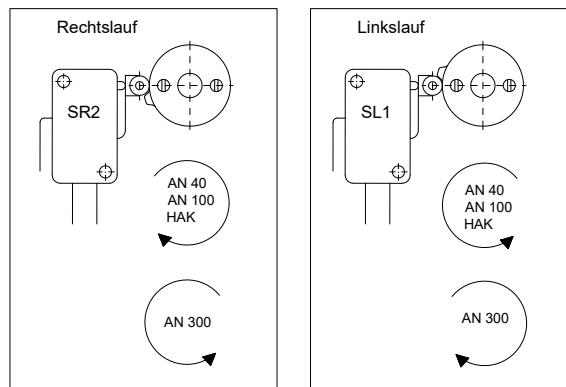 Rechtslauf
SR2
AN 40
AN 100
HAK
AN 300
Linkslauf
SL1
AN 40
AN 100
HAK
AN 300